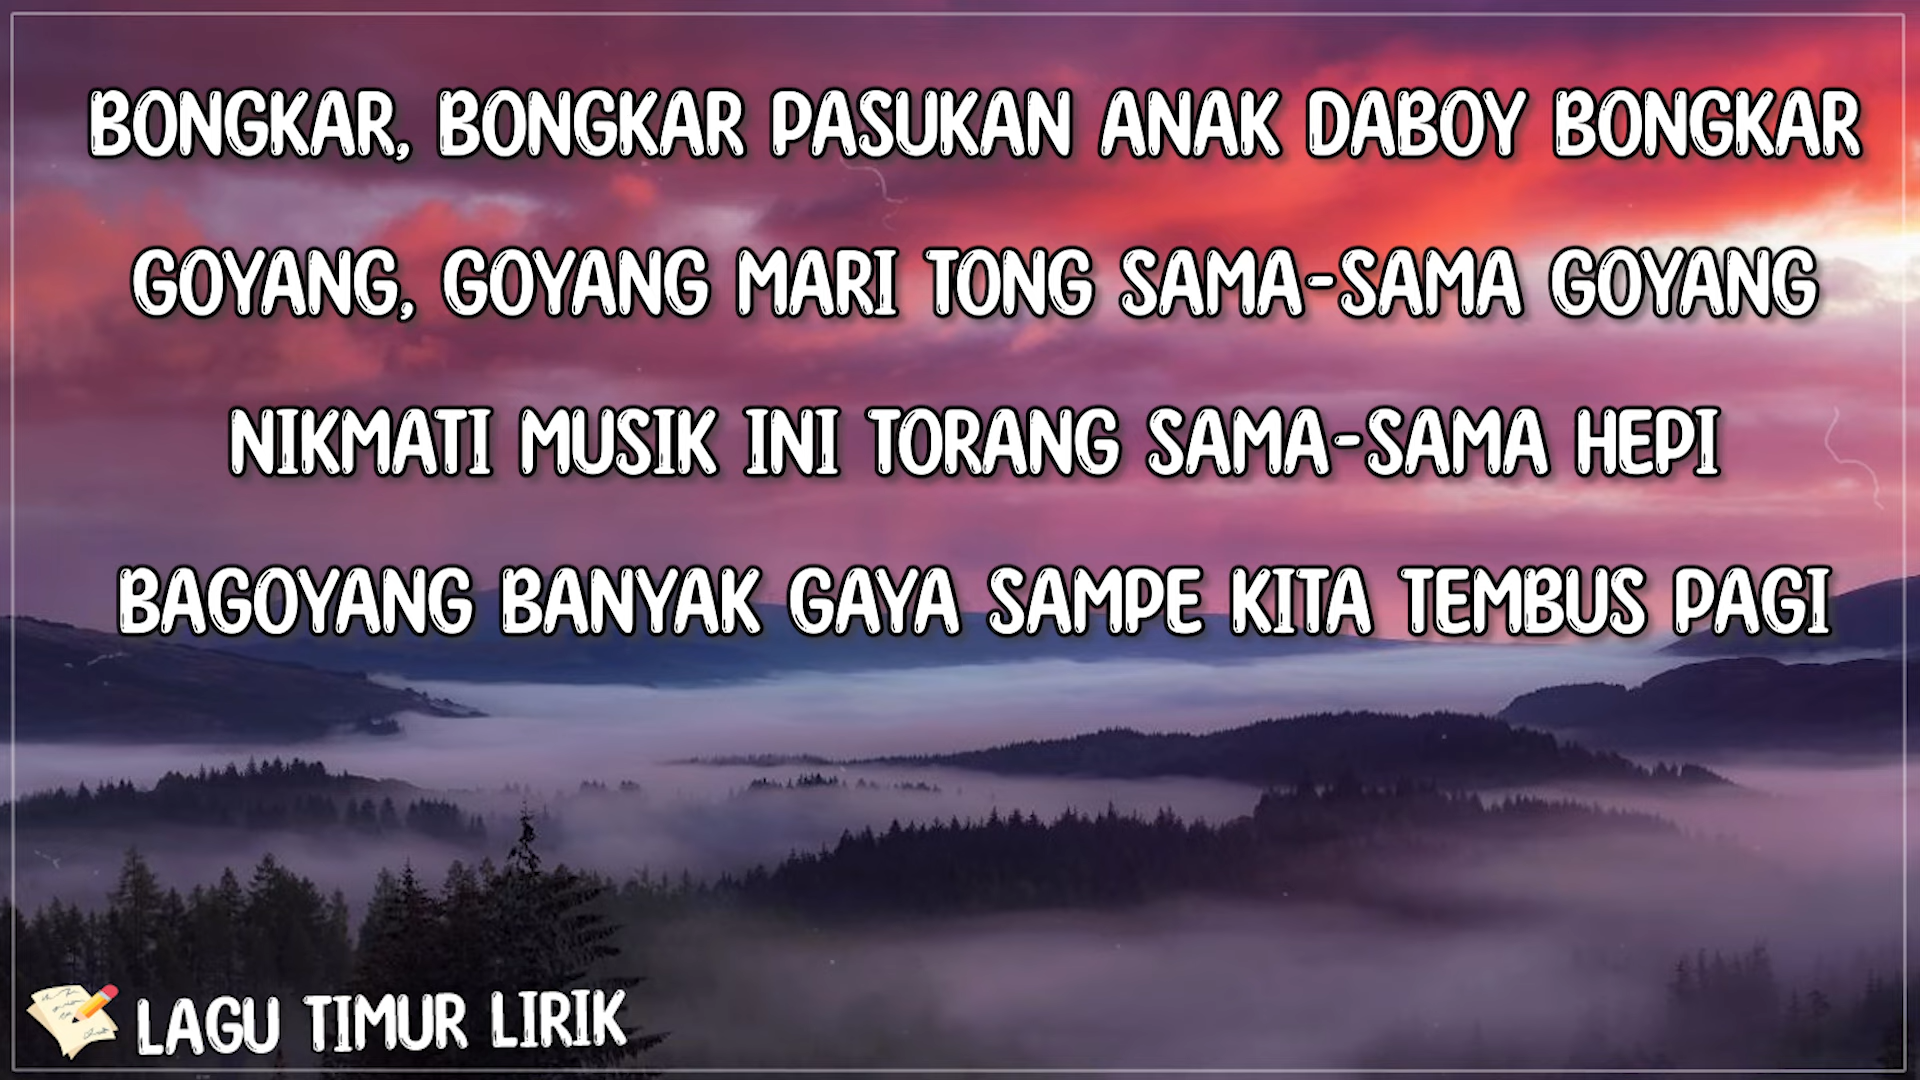 BONGKAR, BONGKAR PASUKAN ANAK DABOY BONGKAR
GOYANG, GOYANG MARI TONG SAMA-SAMA GOYANG
NIKMATI MUSIK INI TORANG SAMA-SAMA HEPI
BAGOYANG BANYAK GAYA SAMPE KITA TEMBUS PAGI
LAGU TIMUR LIRIK